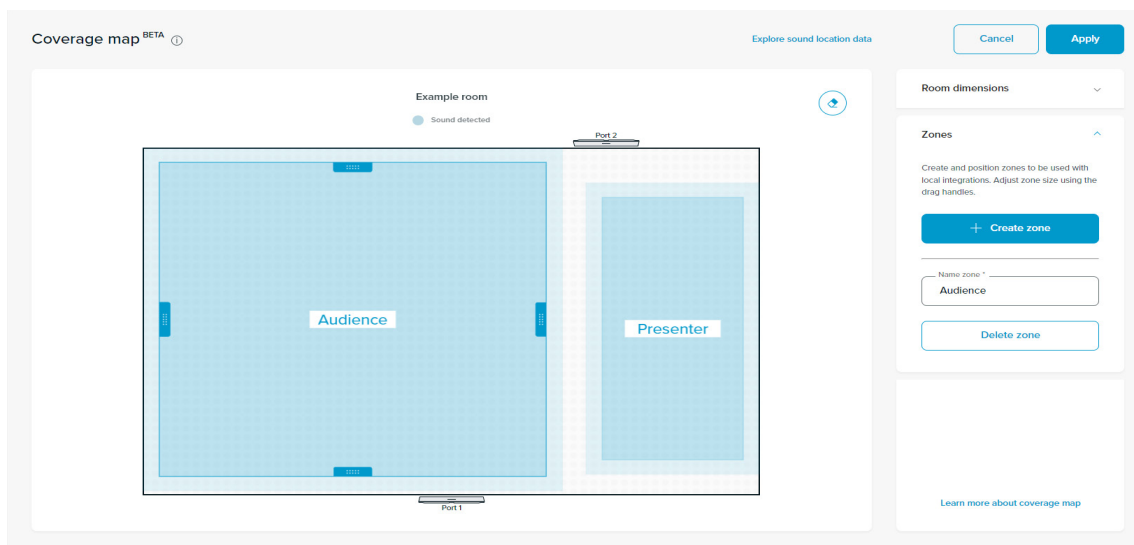 Coverage map BETA
Explore sound location data
Cancel
Apply
Example room
Sound detected
Port 2
Audience
Presenter
Port 1
Room dimensions
Zones
Create and position zones to be used with
local integrations. Adjust zone size using the
drag handles.
+ Create zone
Name zone *
Audience
Delete zone
Learn more about coverage map